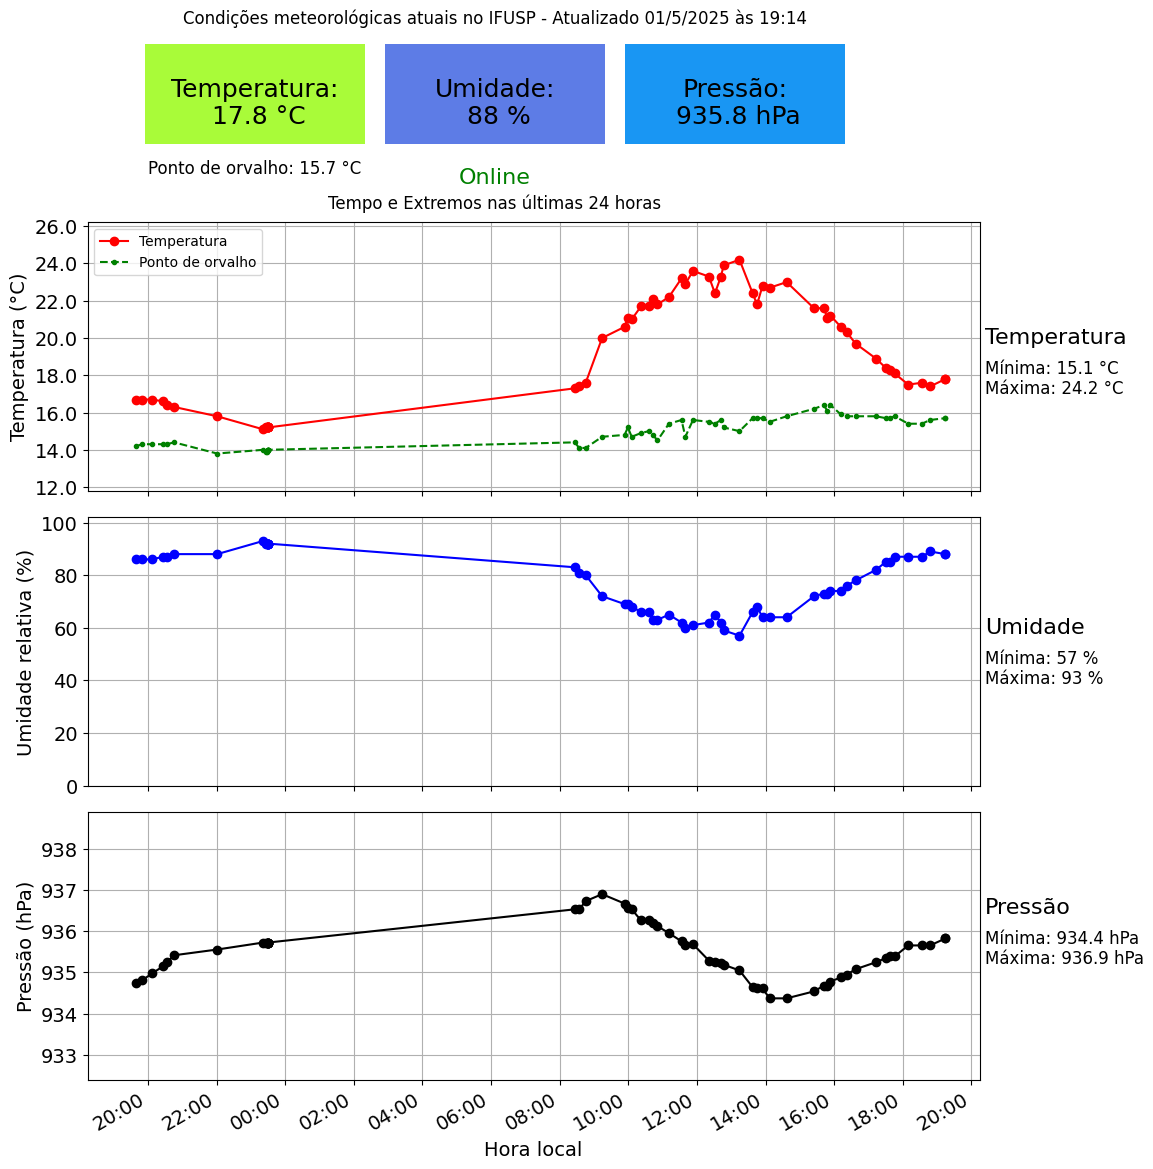 Condições meteorológicas atuais no IFUSP - Atualizado 01/5/2025 às 19:14
Temperatura:
17.8 °C
Umidade:
88 %
Pressão:
935.8 hPa
Ponto de orvalho: 15.7 °C
Online
Tempo e Extremos nas últimas 24 horas
Temperatura (°C)
26.0
24.0
22.0
20.0
18.0
16.0
14.0
12.0
Temperatura
Ponto de orvalho
Temperatura
Mínima: 15.1 °C
Máxima: 24.2 °C
Umidade relativa (%)
100
80
60
40
20
0
Umidade
Mínima: 57 %
Máxima: 93 %
Pressão (hPa)
938
937
936
935
934
933
Pressão
Mínima: 934.4 hPa
Máxima: 936.9 hPa
20:00
22:00
00:00
02:00
04:00
06:00
08:00
10:00
12:00
14:00
16:00
18:00
20:00
Hora local